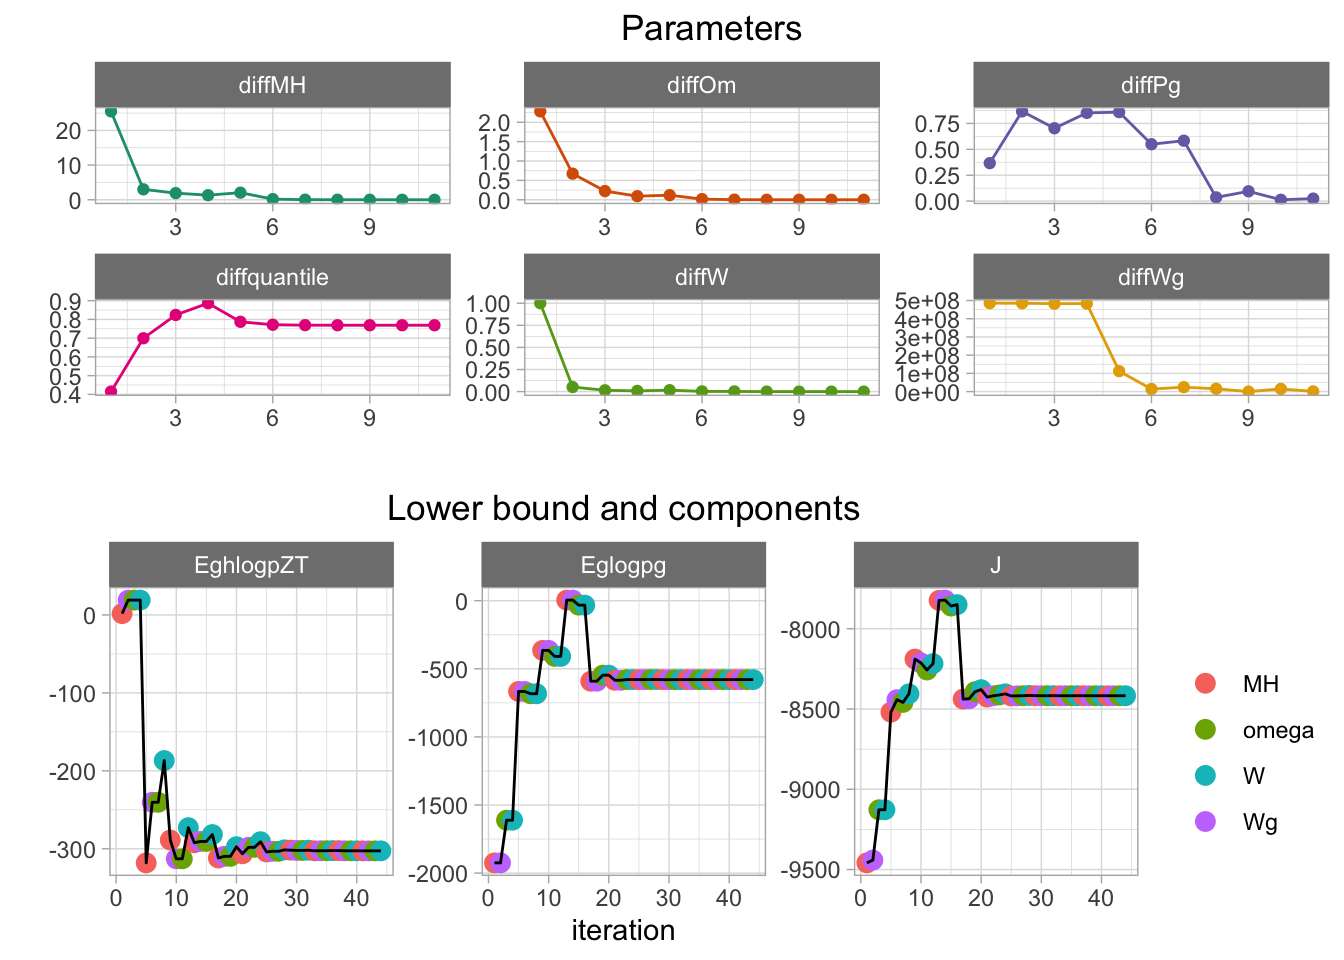 Parameters
diffMH diffOm diffPg
20
10
0
3 6 9
2.0
1.5
1.0
0.5
0.0
3 6 9
0.75
0.50
0.25
0.00
3 6 9
diffquantile diffW diffWg
0.9
0.8
0.7
0.6
0.5
0.4
3 6 9
1.00
0.75
0.50
0.25
0.00
3 6 9
5e+08
4e+08
3e+08
2e+08
1e+08
0e+00
3 6 9
Lower bound and components
EghlogpZT Eglogpg J
0
-100
-200
-300
0 10 20 30 40
0
-500
-1000
-1500
-2000
0 10 20 30 40
-8000
-8500
-9000
-9500
0 10 20 30 40
iteration
MH
omega
W
Wg